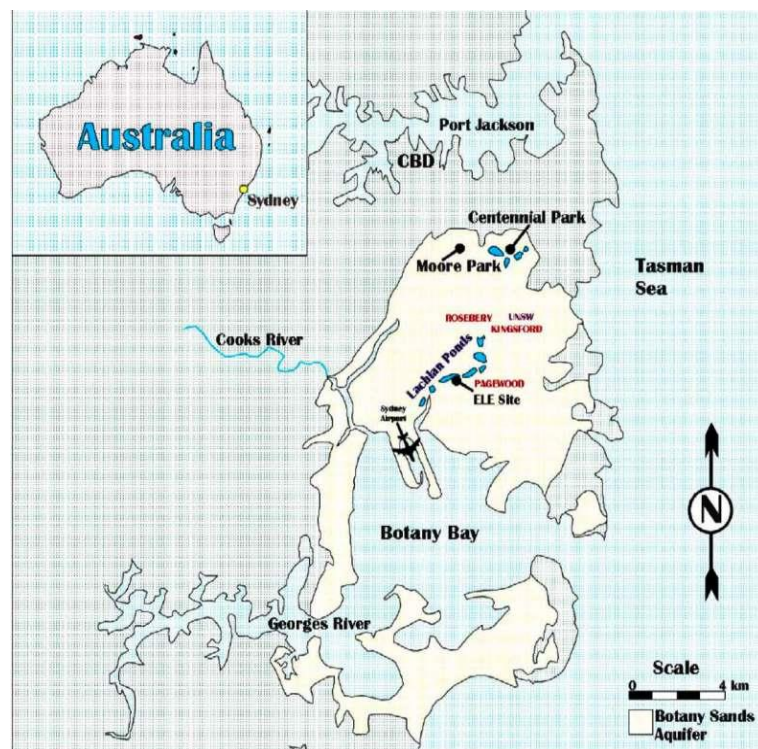 Australia
Sydney
Port Jackson
CBD
Centennial Park
Moore Park
Tasman
Sea
ROSEBERY
UNSW
KINGSFORD
Cooks River
Lachlan Ponds
PAGEWOOD
ELE Site
Sydney
Airport
Botany Bay
N
Georges River
Scale
0 4 km
Botany Sands
Aquifer